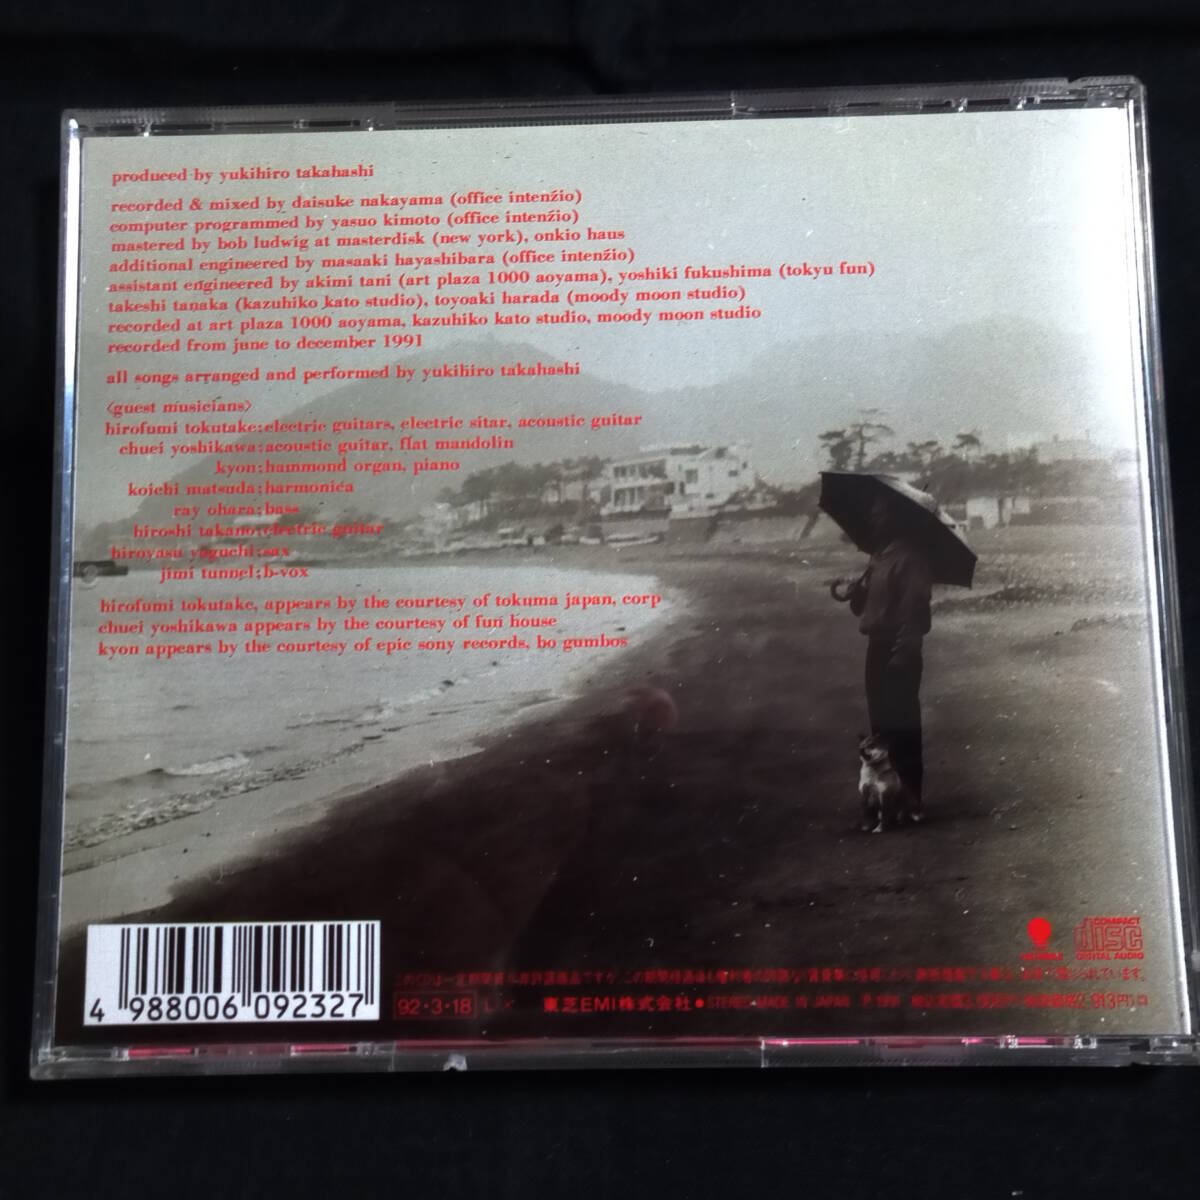 produced by yukihiro takahashi
recorded & mixed by daisuke nakayama (office intenźio)
computer programmed by yasuo kimoto (office intenźio)
mastered by bob ludwig at masterdisk (new york), onkio haus
additional engineered by masaaki hayashibara (office intenźio)
assistant engineered by akimi tani (art plaza 1000 aoyama), yoshiki fukushima (tokyu fun)
takeshi tanaka (kazuhiko kato studio), toyoaki harada (moody moon studio)
recorded at art plaza 1000 aoyama, kazuhiko kato studio, moody moon studio
recorded from june to december 1991
all songs arranged and performed by yukihiro takahashi
〈guest musicians〉
hirofumi tokutake:electric guitars, electric sitar, acoustic guitar
chuei yoshikawa:acoustic guitar, flat mandolin
kyon:hammond organ, piano
koichi matsuda:harmonica
ray ohara:bass
hiroshi takano:electric guitar
hiroyasu yaguchi:sax
jimi tunnel:b-vox
hirofumi tokutake, appears by the courtesy of tokuma japan, corp
chuei yoshikawa appears by the courtesy of fun house
kyon appears by the courtesy of epic sony records, bo gumbos
COMPACT
disc
DIGITAL AUDIO
4 988006 092327
92・3・18 東芝EMI株式会社● STEREO MADE IN JAPAN